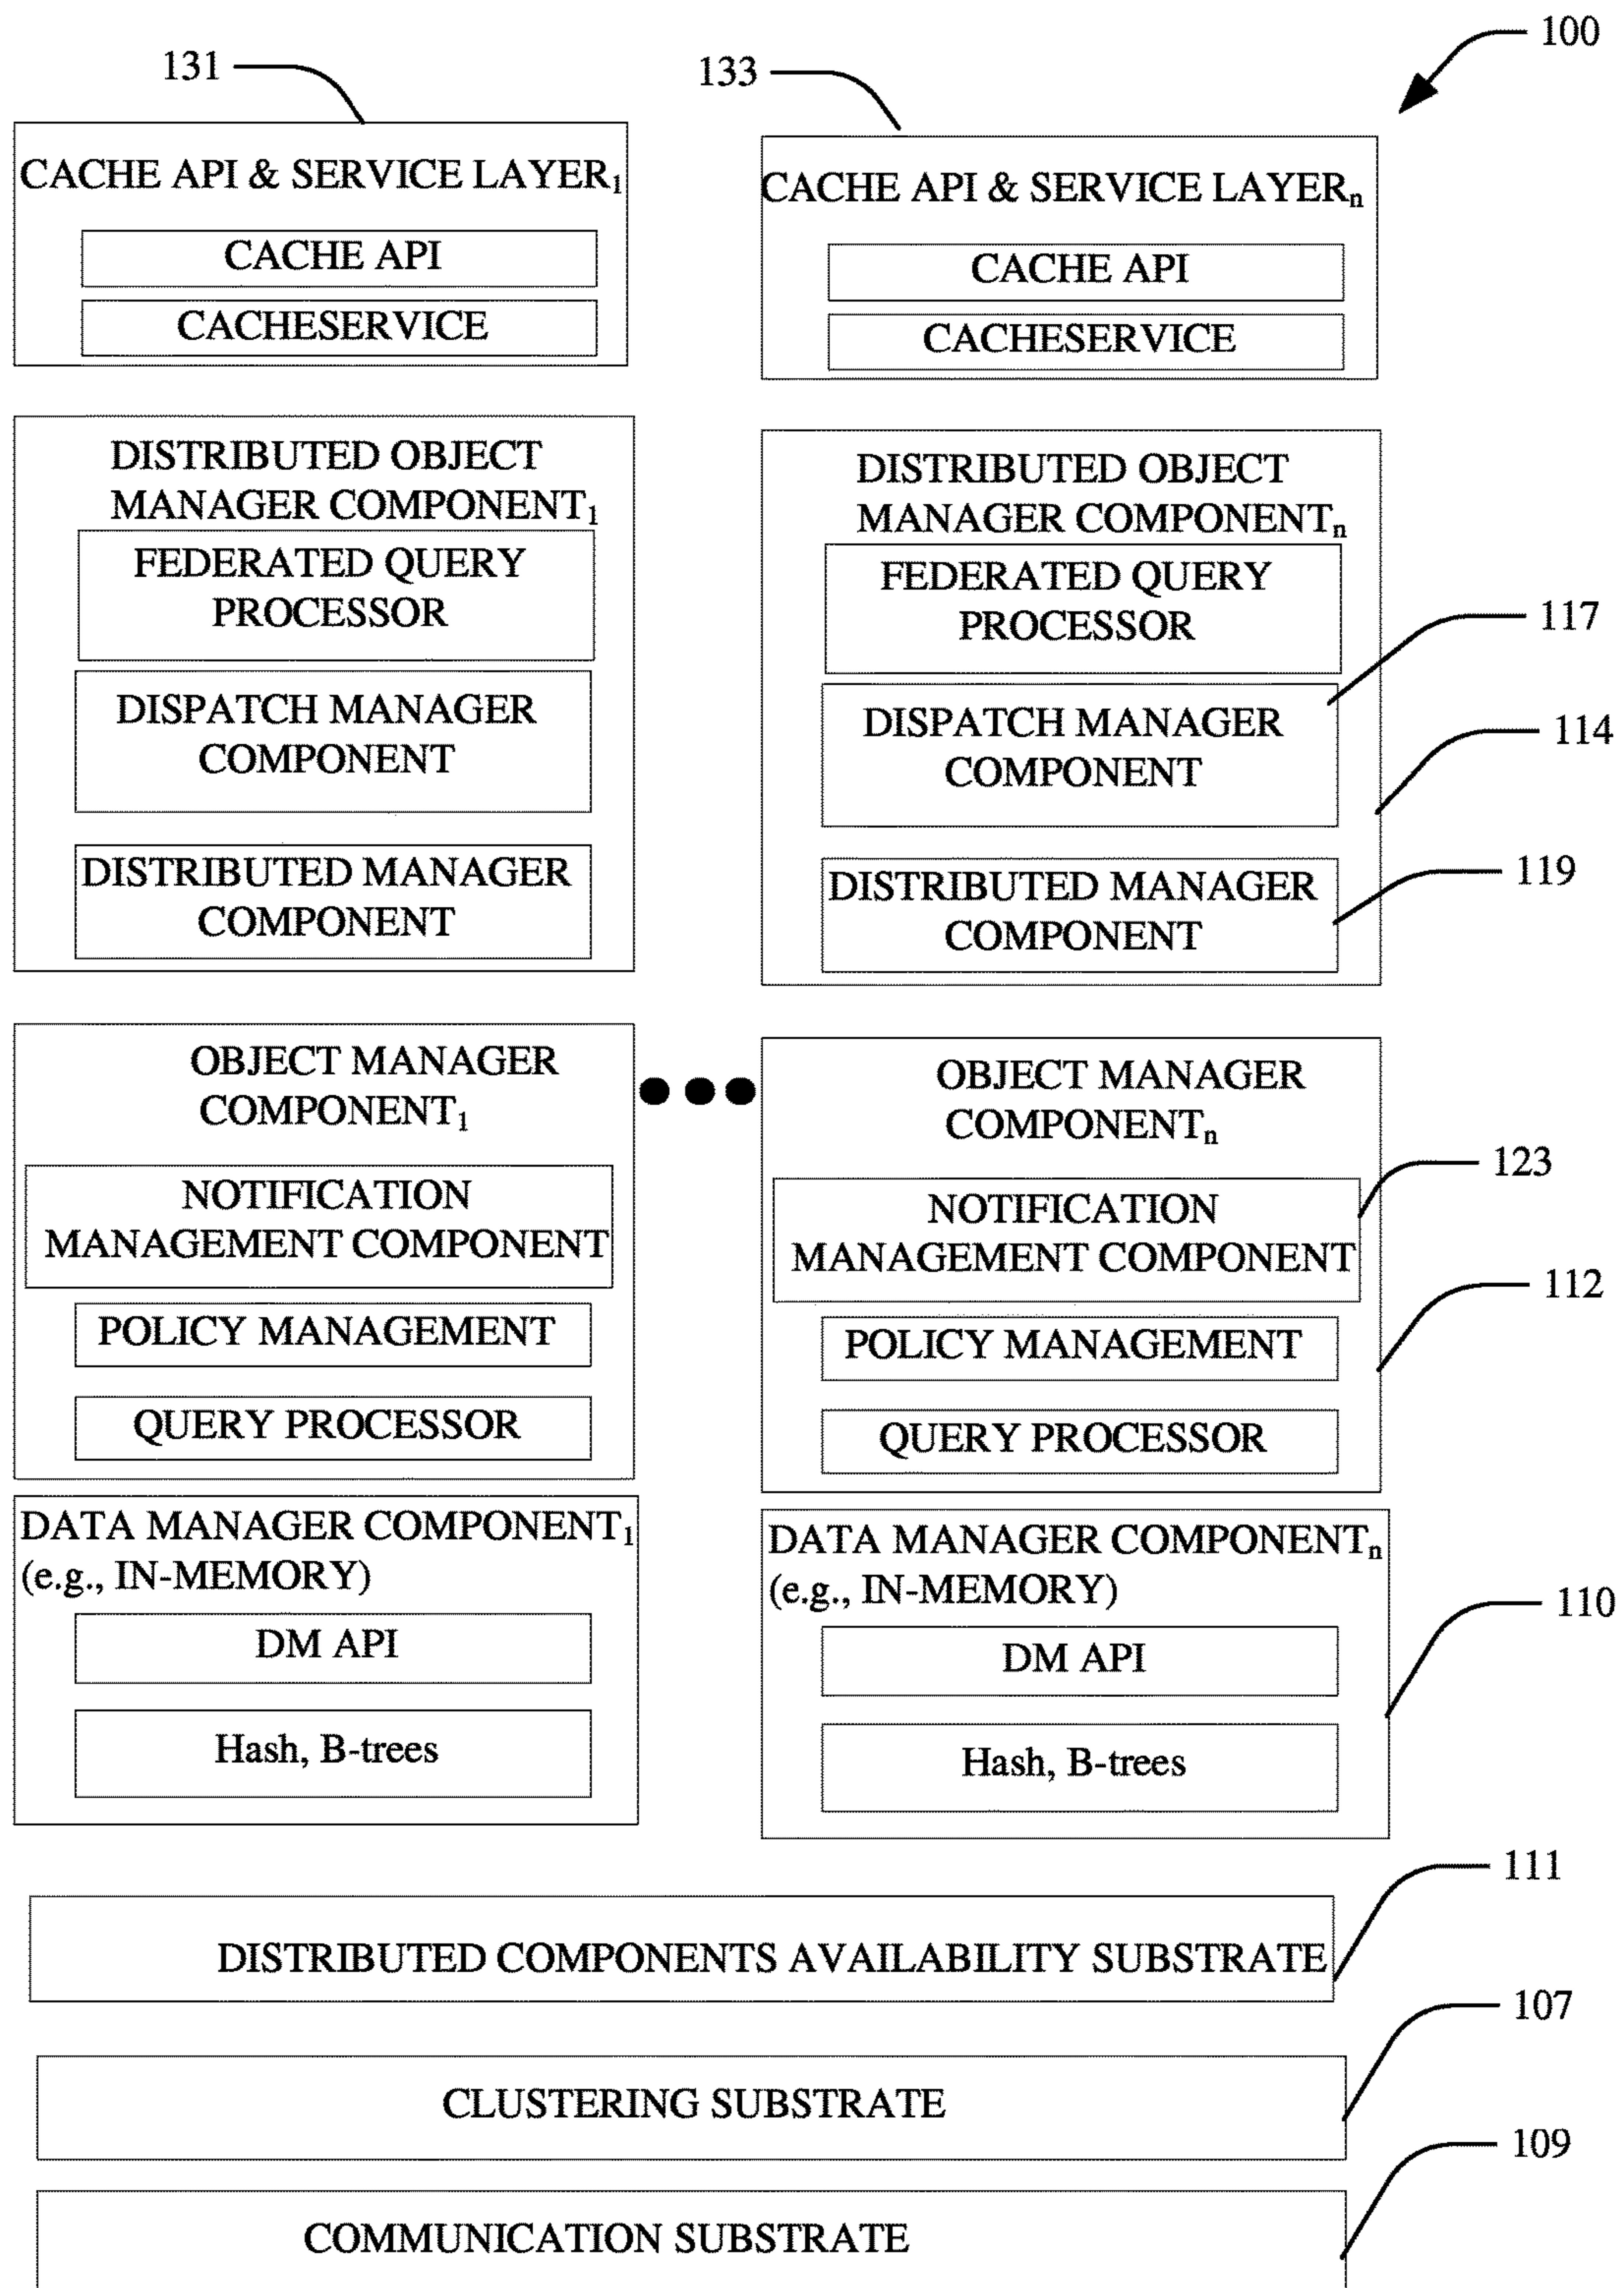 100
131
133
CACHE API & SERVICE LAYER1
CACHE API
CACHESERVICE
CACHE API & SERVICE LAYERn
CACHE API
CACHESERVICE
DISTRIBUTED OBJECT
MANAGER COMPONENT1
FEDERATED QUERY
PROCESSOR
DISPATCH MANAGER
COMPONENT
DISTRIBUTED MANAGER
COMPONENT
DISTRIBUTED OBJECT
MANAGER COMPONENTn
FEDERATED QUERY
PROCESSOR
DISPATCH MANAGER
COMPONENT
DISTRIBUTED MANAGER
COMPONENT
117
114
119
OBJECT MANAGER
COMPONENT1
NOTIFICATION
MANAGEMENT COMPONENT
POLICY MANAGEMENT
QUERY PROCESSOR
OBJECT MANAGER
COMPONENTn
NOTIFICATION
MANAGEMENT COMPONENT
POLICY MANAGEMENT
QUERY PROCESSOR
123
112
DATA MANAGER COMPONENT1
(e.g., IN-MEMORY)
DM API
Hash, B-trees
DATA MANAGER COMPONENTn
(e.g., IN-MEMORY)
DM API
Hash, B-trees
110
DISTRIBUTED COMPONENTS AVAILABILITY SUBSTRATE
111
CLUSTERING SUBSTRATE
107
COMMUNICATION SUBSTRATE
109